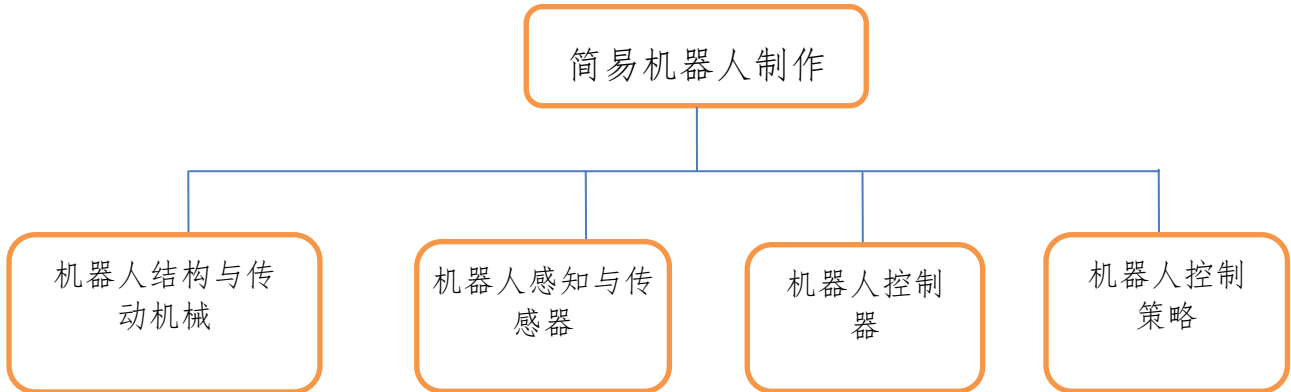 简易机器人制作
机器人结构与传
动机械
机器人感知与传
感器
机器人控制
器
机器人控制
策略